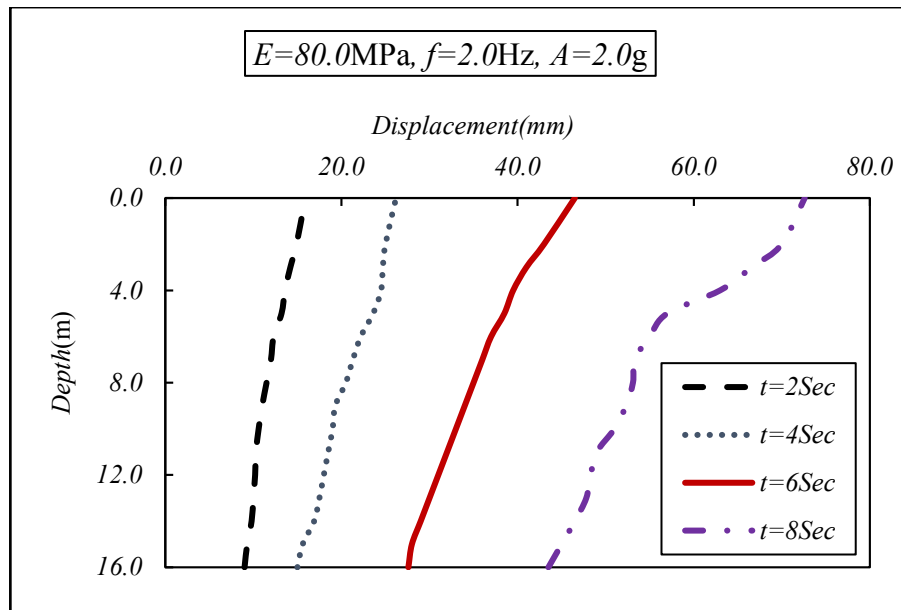 E=80.0MPa, f=2.0Hz, A=2.0g
Displacement(mm)
0.0 20.0 40.0 60.0 80.0
0.0
4.0
8.0
12.0
16.0
Depth(m)
t=2Sec
t=4Sec
t=6Sec
t=8Sec